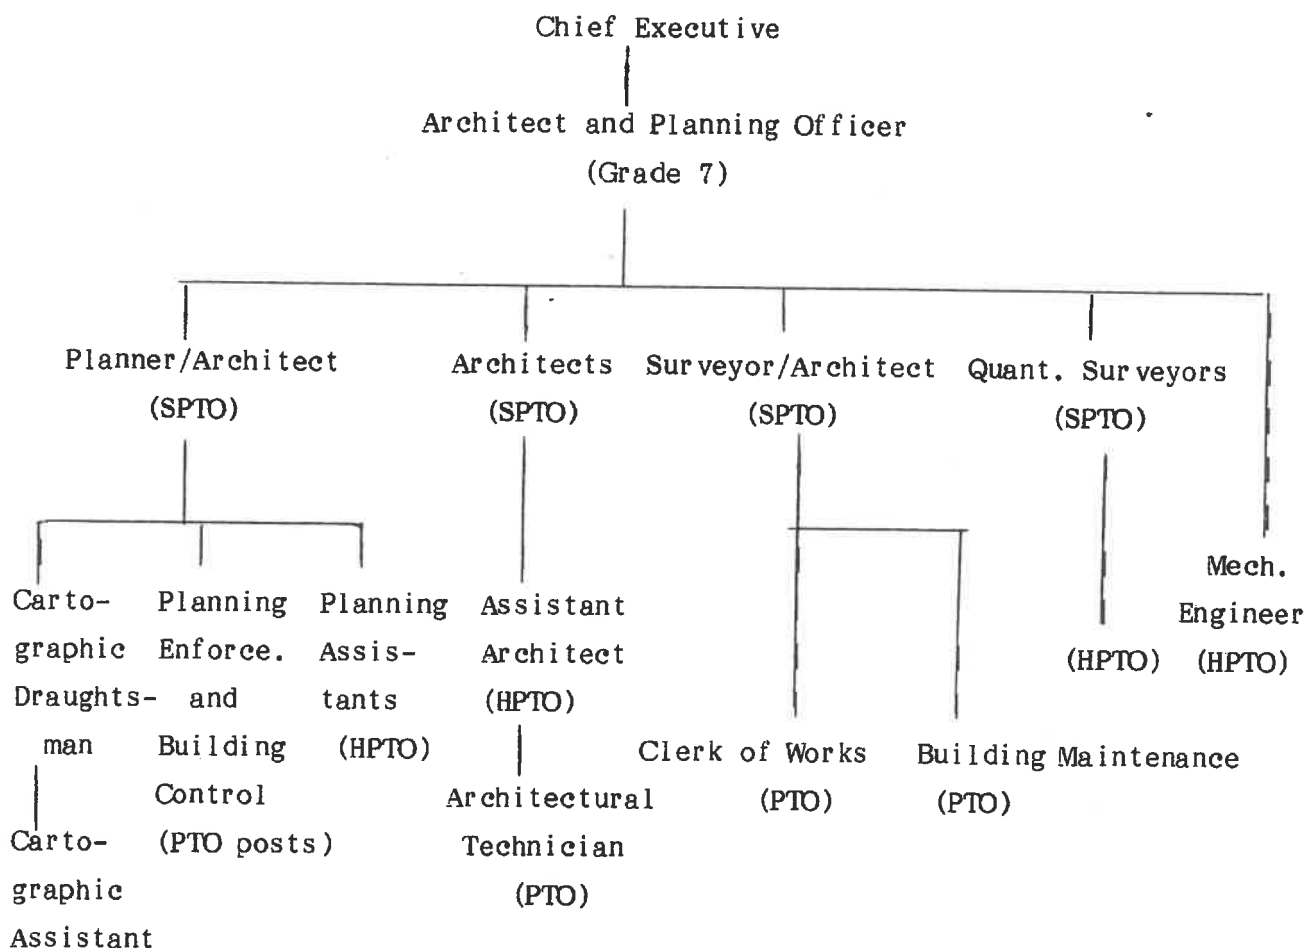 Chief Executive
Architect and Planning Officer
(Grade 7)
Planner/Architect
(SPTO)
Architects
(SPTO)
Surveyor/Architect
(SPTO)
Quant. Surveyors
(SPTO)
Carto-
graphic
Draughts-
man
Carto-
graphic
Assistant
Planning
Enforce.
and
Building
Control
(PTO posts)
Planning
Assis-
tants
(HPTO)
Assistant
Architect
(HPTO)
Architectural
Technician
(PTO)
Clerk of Works
(PTO)
Building Maintenance
(PTO)
(HPTO)
Mech.
Engineer
(HPTO)